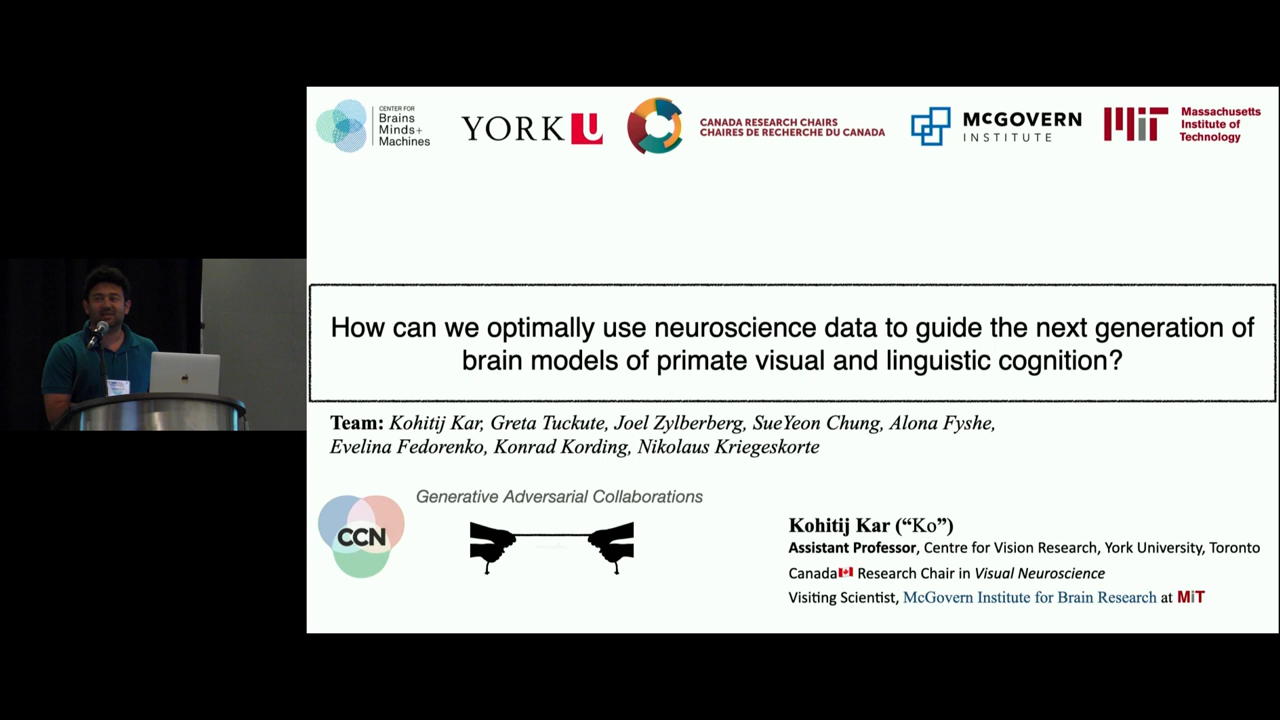 CENTER FOR
Brains
Minds+
Machines
YORK U
CANADA RESEARCH CHAIRS
CHAIRES DE RECHERCHE DU CANADA
McGOVERN
INSTITUTE
MIT
Massachusetts
Institute of
Technology
How can we optimally use neuroscience data to guide the next generation of
brain models of primate visual and linguistic cognition?
Team: Kohitij Kar, Greta Tuckute, Joel Zylberberg, SueYeon Chung, Alona Fyshe,
Evelina Fedorenko, Konrad Kording, Nikolaus Kriegeskorte
Generative Adversarial Collaborations
CCN
Kohitij Kar (“Ko”)
Assistant Professor, Centre for Vision Research, York University, Toronto
Canada Research Chair in Visual Neuroscience
Visiting Scientist, McGovern Institute for Brain Research at MIT